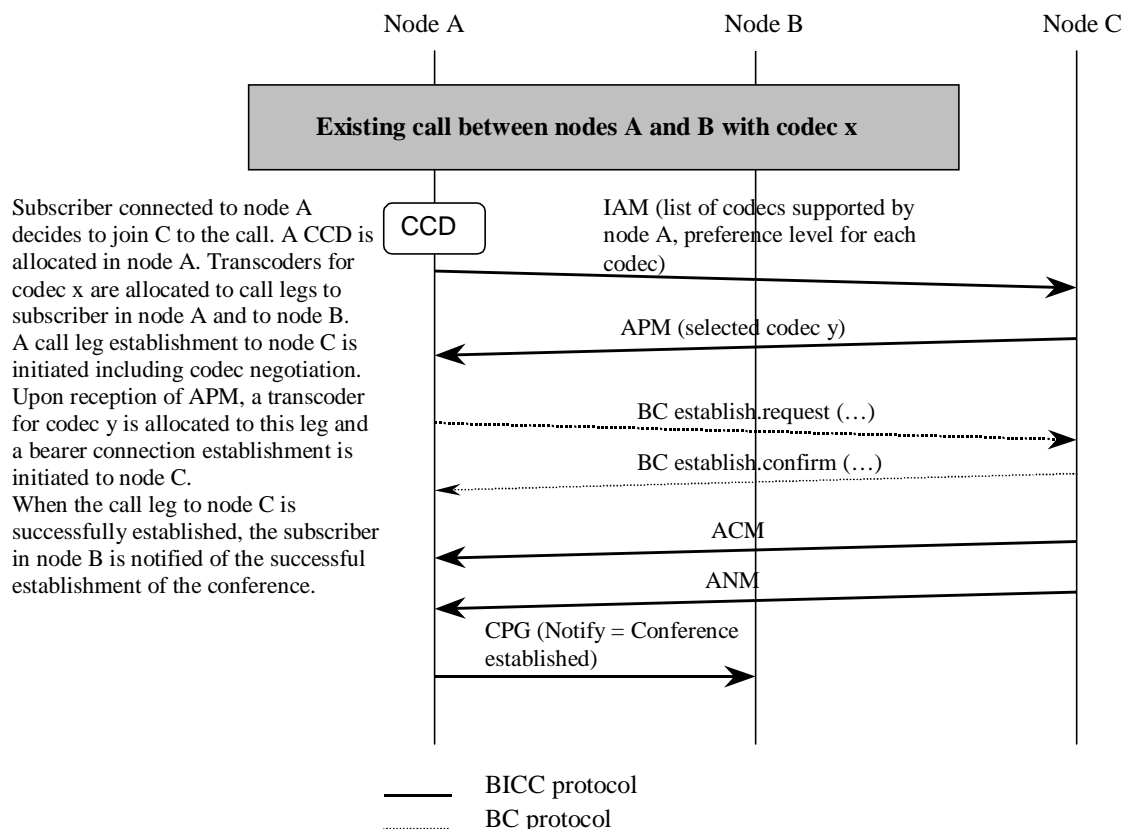 Node A
Node B
Node C
Existing call between nodes A and B with codec x
Subscriber connected to node A
decides to join C to the call. A CCD is
allocated in node A. Transcoders for
codec x are allocated to call legs to
subscriber in node A and to node B.
A call leg establishment to node C is
initiated including codec negotiation.
Upon reception of APM, a transcoder
for codec y is allocated to this leg and
a bearer connection establishment is
initiated to node C.
When the call leg to node C is
successfully established, the subscriber
in node B is notified of the successful
establishment of the conference.
CCD
IAM (list of codecs supported by
node A, preference level for each
codec)
APM (selected codec y)
BC establish.request (…)
BC establish.confirm (…)
ACM
ANM
CPG (Notify = Conference
established)
BICC protocol
BC protocol